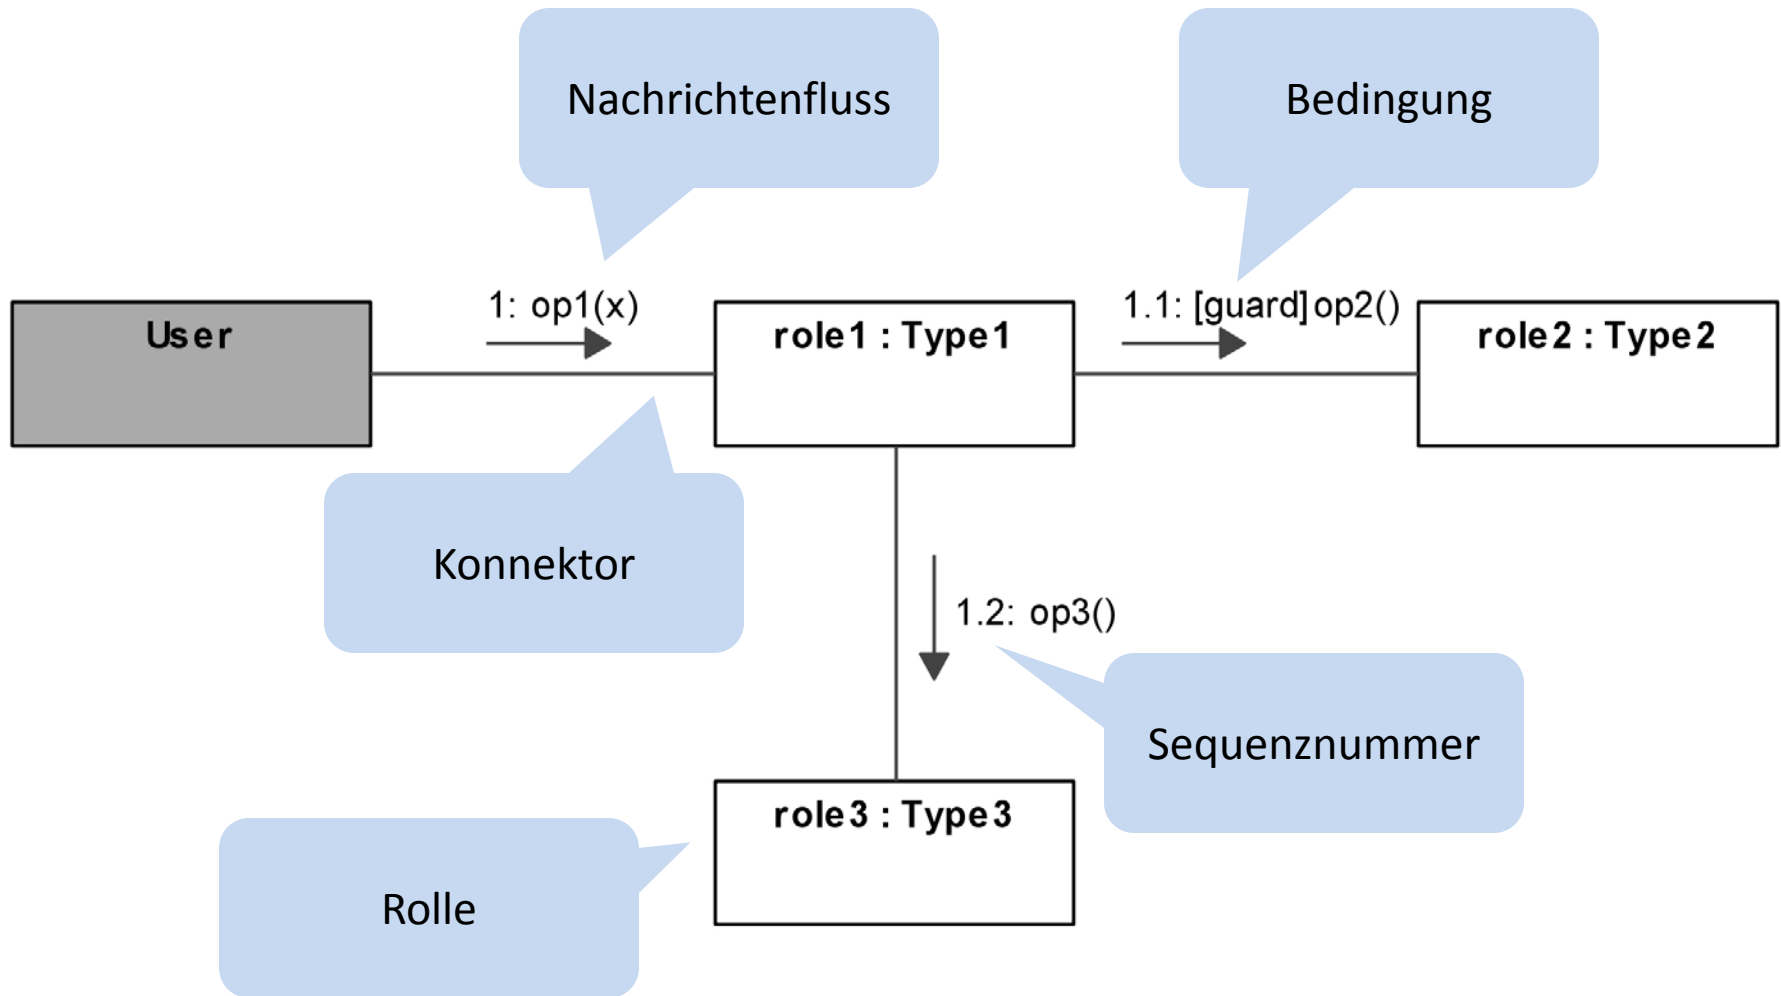 Nachrichtenfluss
Bedingung
1: op1(x)
1.1: [guard]op2()
User
role1 : Type1
role2 : Type2
Konnektor
1.2: op3()
Sequenznummer
role3 : Type3
Rolle